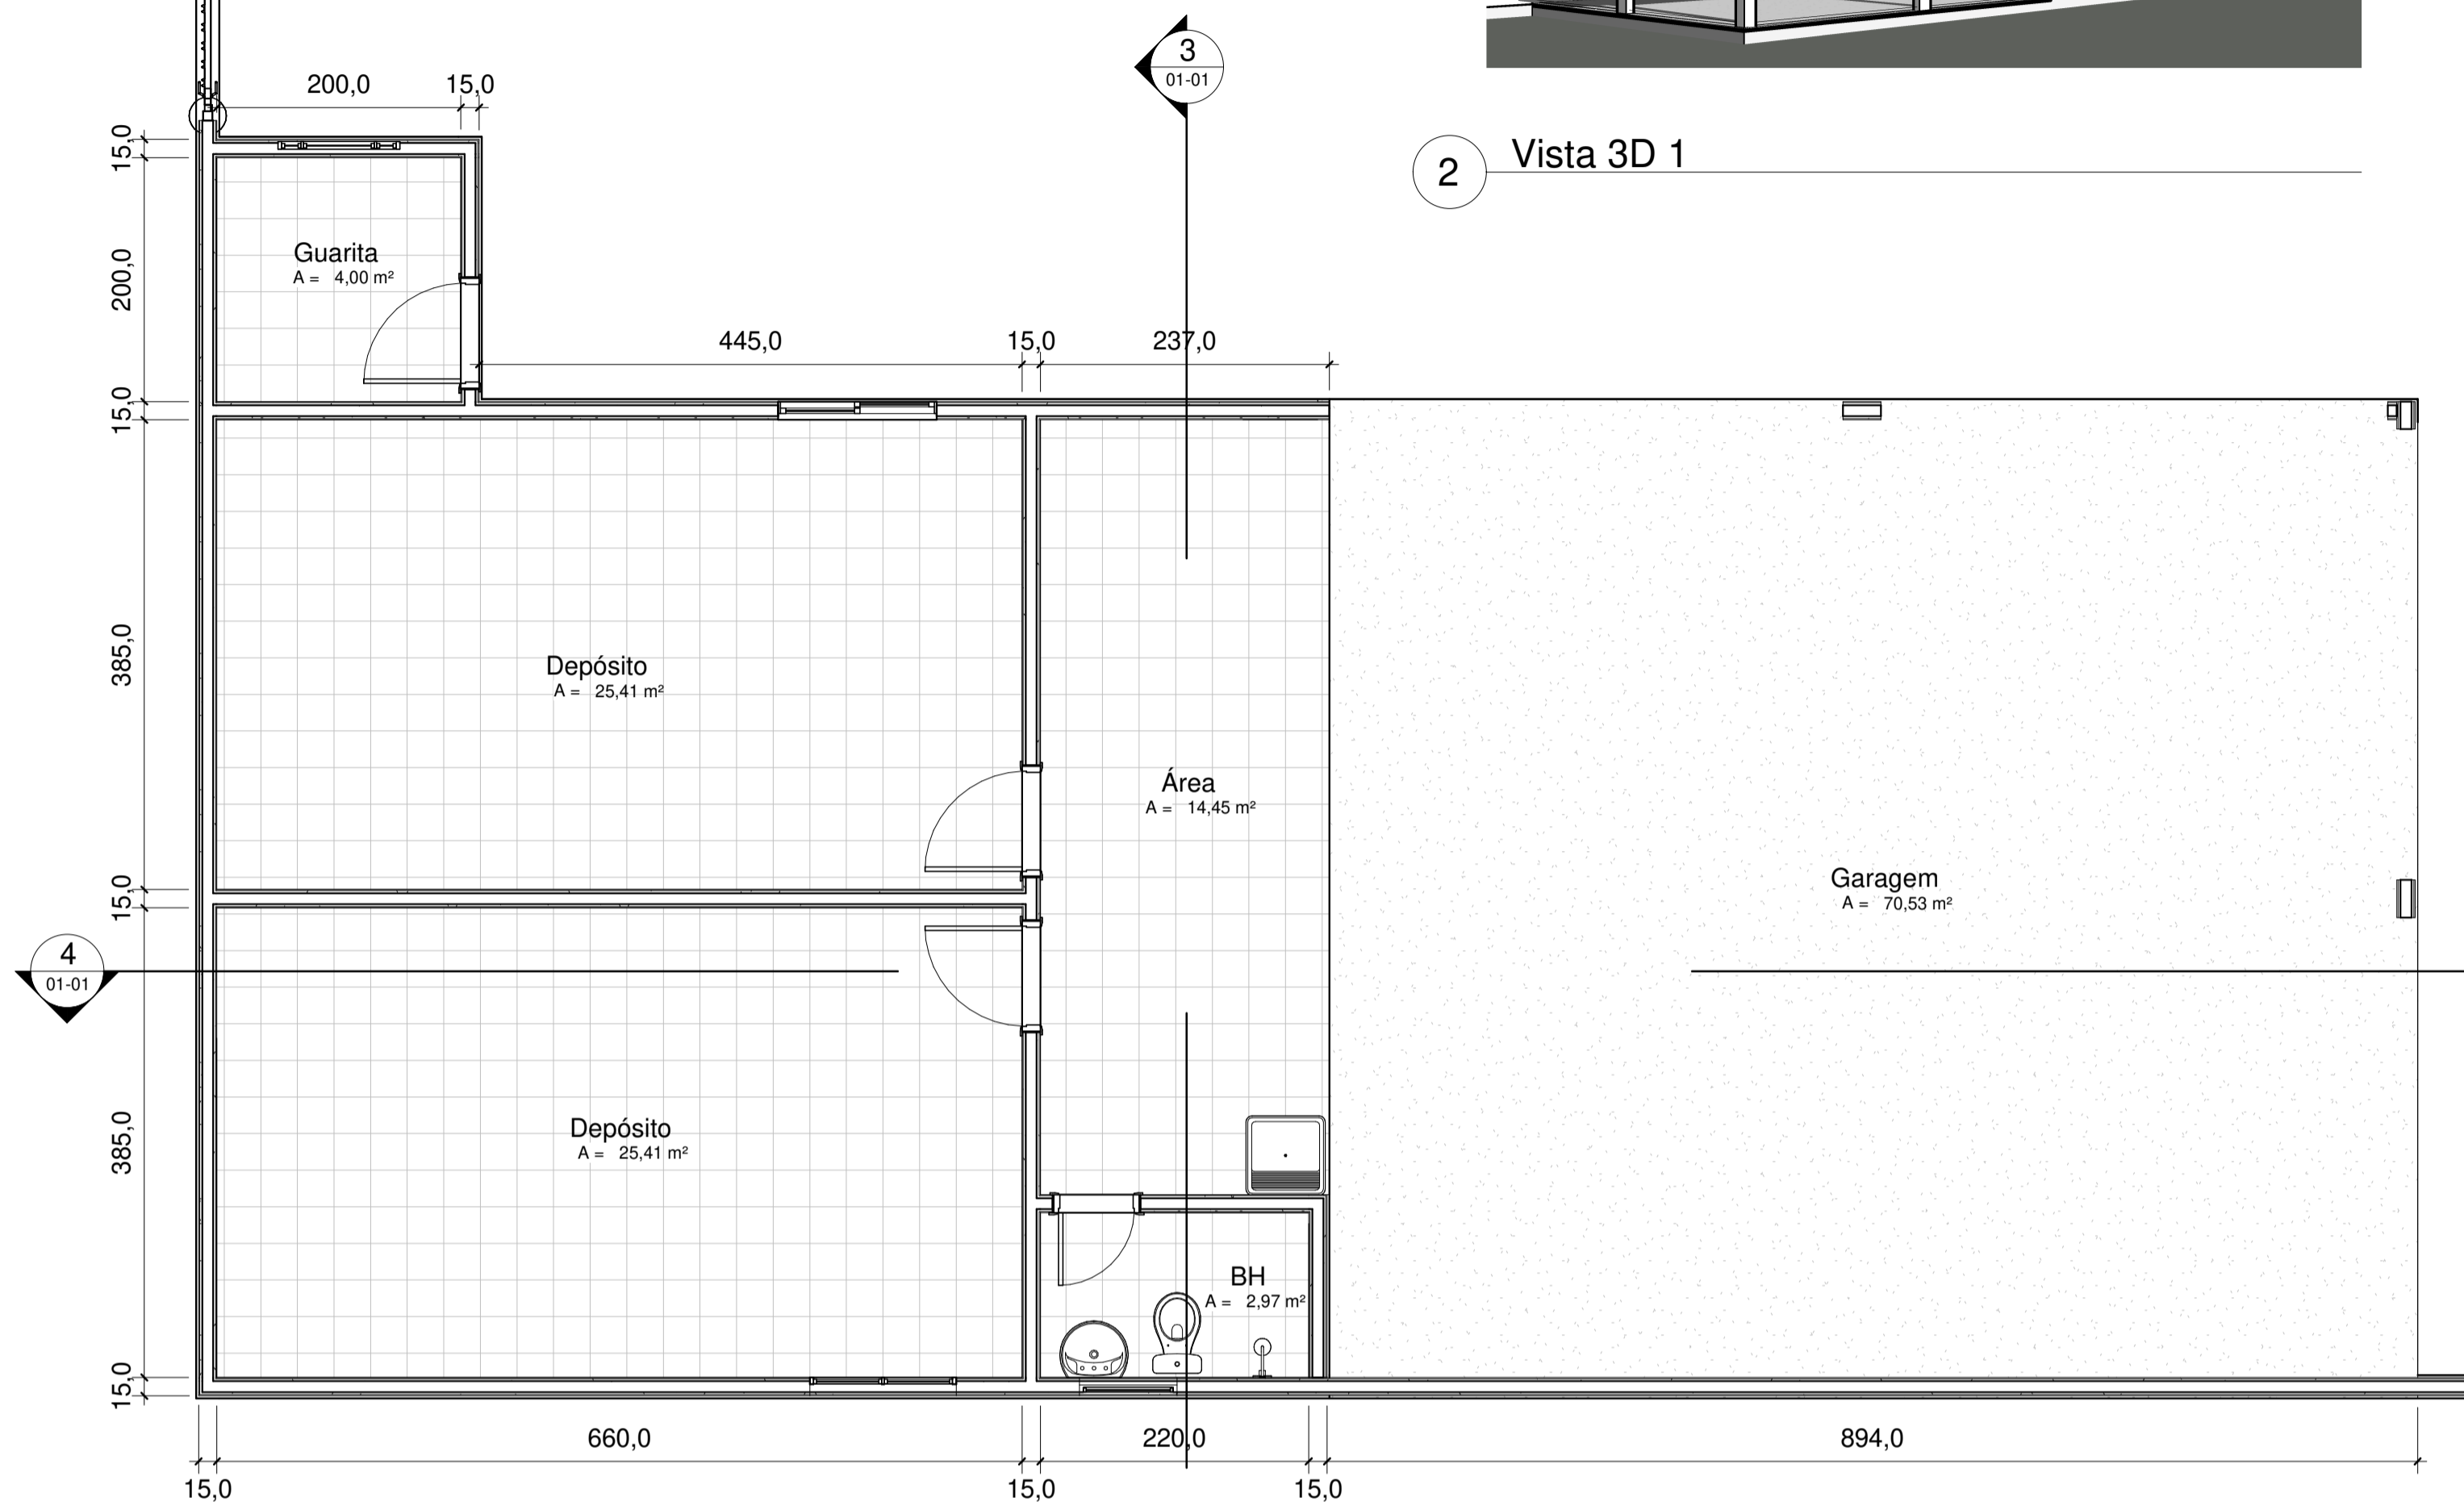 3
01-01
2
Vista 3D 1
200,0
15,0
15,0
200,0
15,0
385,0
15,0
385,0
15,0
Guarita
A = 4,00 m²
445,0
15,0
237,0
Depósito
A = 25,41 m²
Área
A = 14,45 m²
Garagem
A = 70,53 m²
4
01-01
Depósito
A = 25,41 m²
BH
A = 2,97 m²
660,0
220,0
894,0
15,0
15,0
15,0